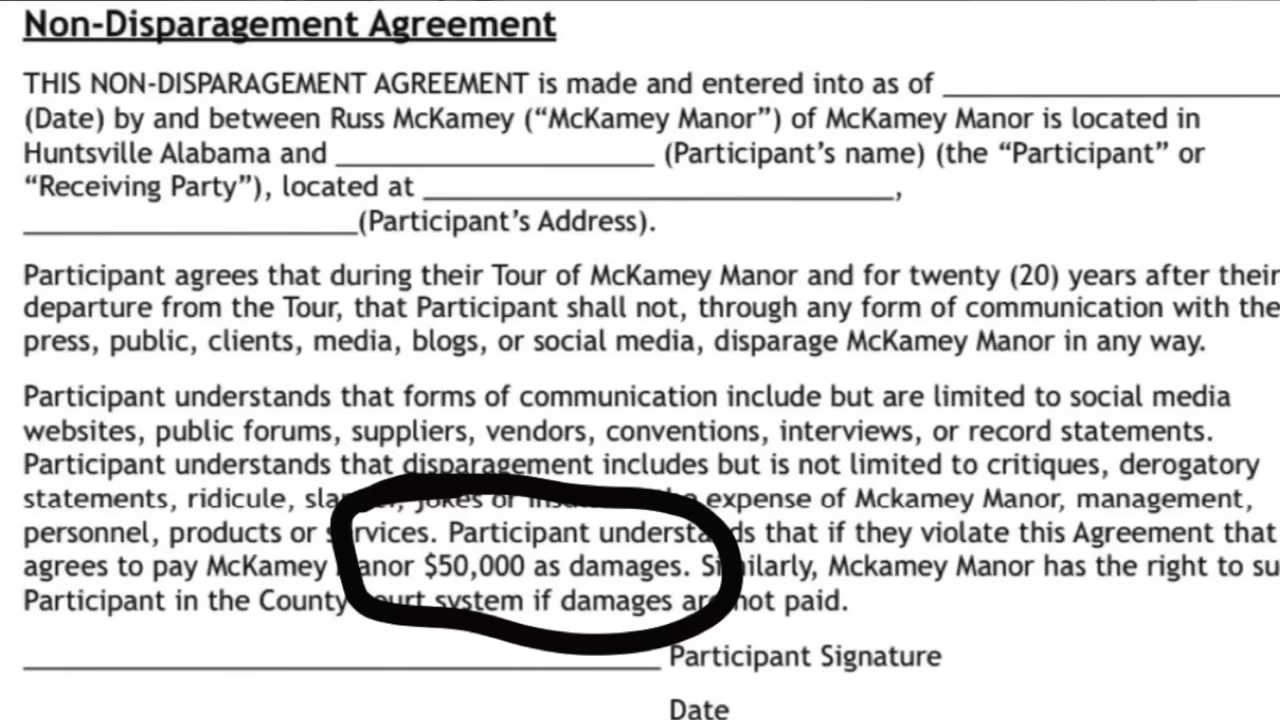 Non-Disparagement Agreement
THIS NON-DISPARAGEMENT AGREEMENT is made and entered into as of
(Date) by and between Russ McKamey (“McKamey Manor”) of McKamey Manor is located in
Huntsville Alabama and ____________________ (Participant’s name) (the “Participant” or
“Receiving Party”), located at ______________________________,
_____________________(Participant’s Address).
Participant agrees that during their Tour of McKamey Manor and for twenty (20) years after their
departure from the Tour, that Participant shall not, through any form of communication with the
press, public, clients, media, blogs, or social media, disparage McKamey Manor in any way.
Participant understands that forms of communication include but are limited to social media
websites, public forums, suppliers, vendors, conventions, interviews, or record statements.
Participant understands that disparagement includes but is not limited to critiques, derogatory
statements, ridicule, jokes or expense of Mckamey Manor, management,
personnel, products or services. Participant understands that if they violate this Agreement that
agrees to pay McKamey Manor $50,000 as damages. Similarly, Mckamey Manor has the right to su
Participant in the County Court system if damages are not paid.
Participant Signature
Date